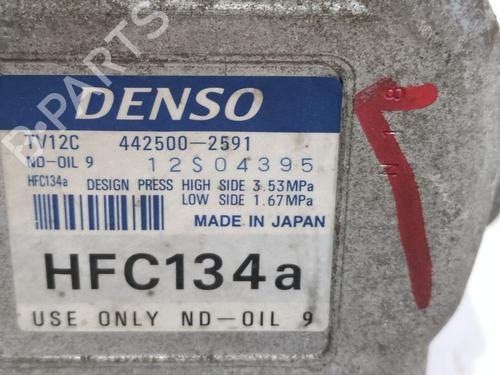 B-PARTS
DENSO
TV12C 442500-2591
ND-OIL 9 12S04395
HFC134a DESIGN PRESS HIGH SIDE 3.53MPa
LOW SIDE 1.67MPa
MADE IN JAPAN
HFC134a
USE ONLY ND-OIL 9